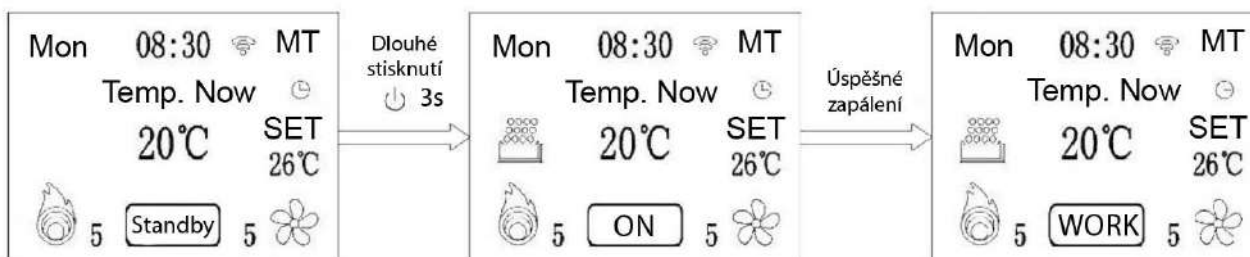 Mon 08:30 MT
Temp. Now
20℃
SET
26℃
5 Standby 5
Dlouhé
stisknutí
3s
Mon 08:30 MT
Temp. Now
20℃
SET
26℃
5 ON 5
Úspěšné
zapálení
Mon 08:30 MT
Temp. Now
20℃
SET
26℃
5 WORK 5